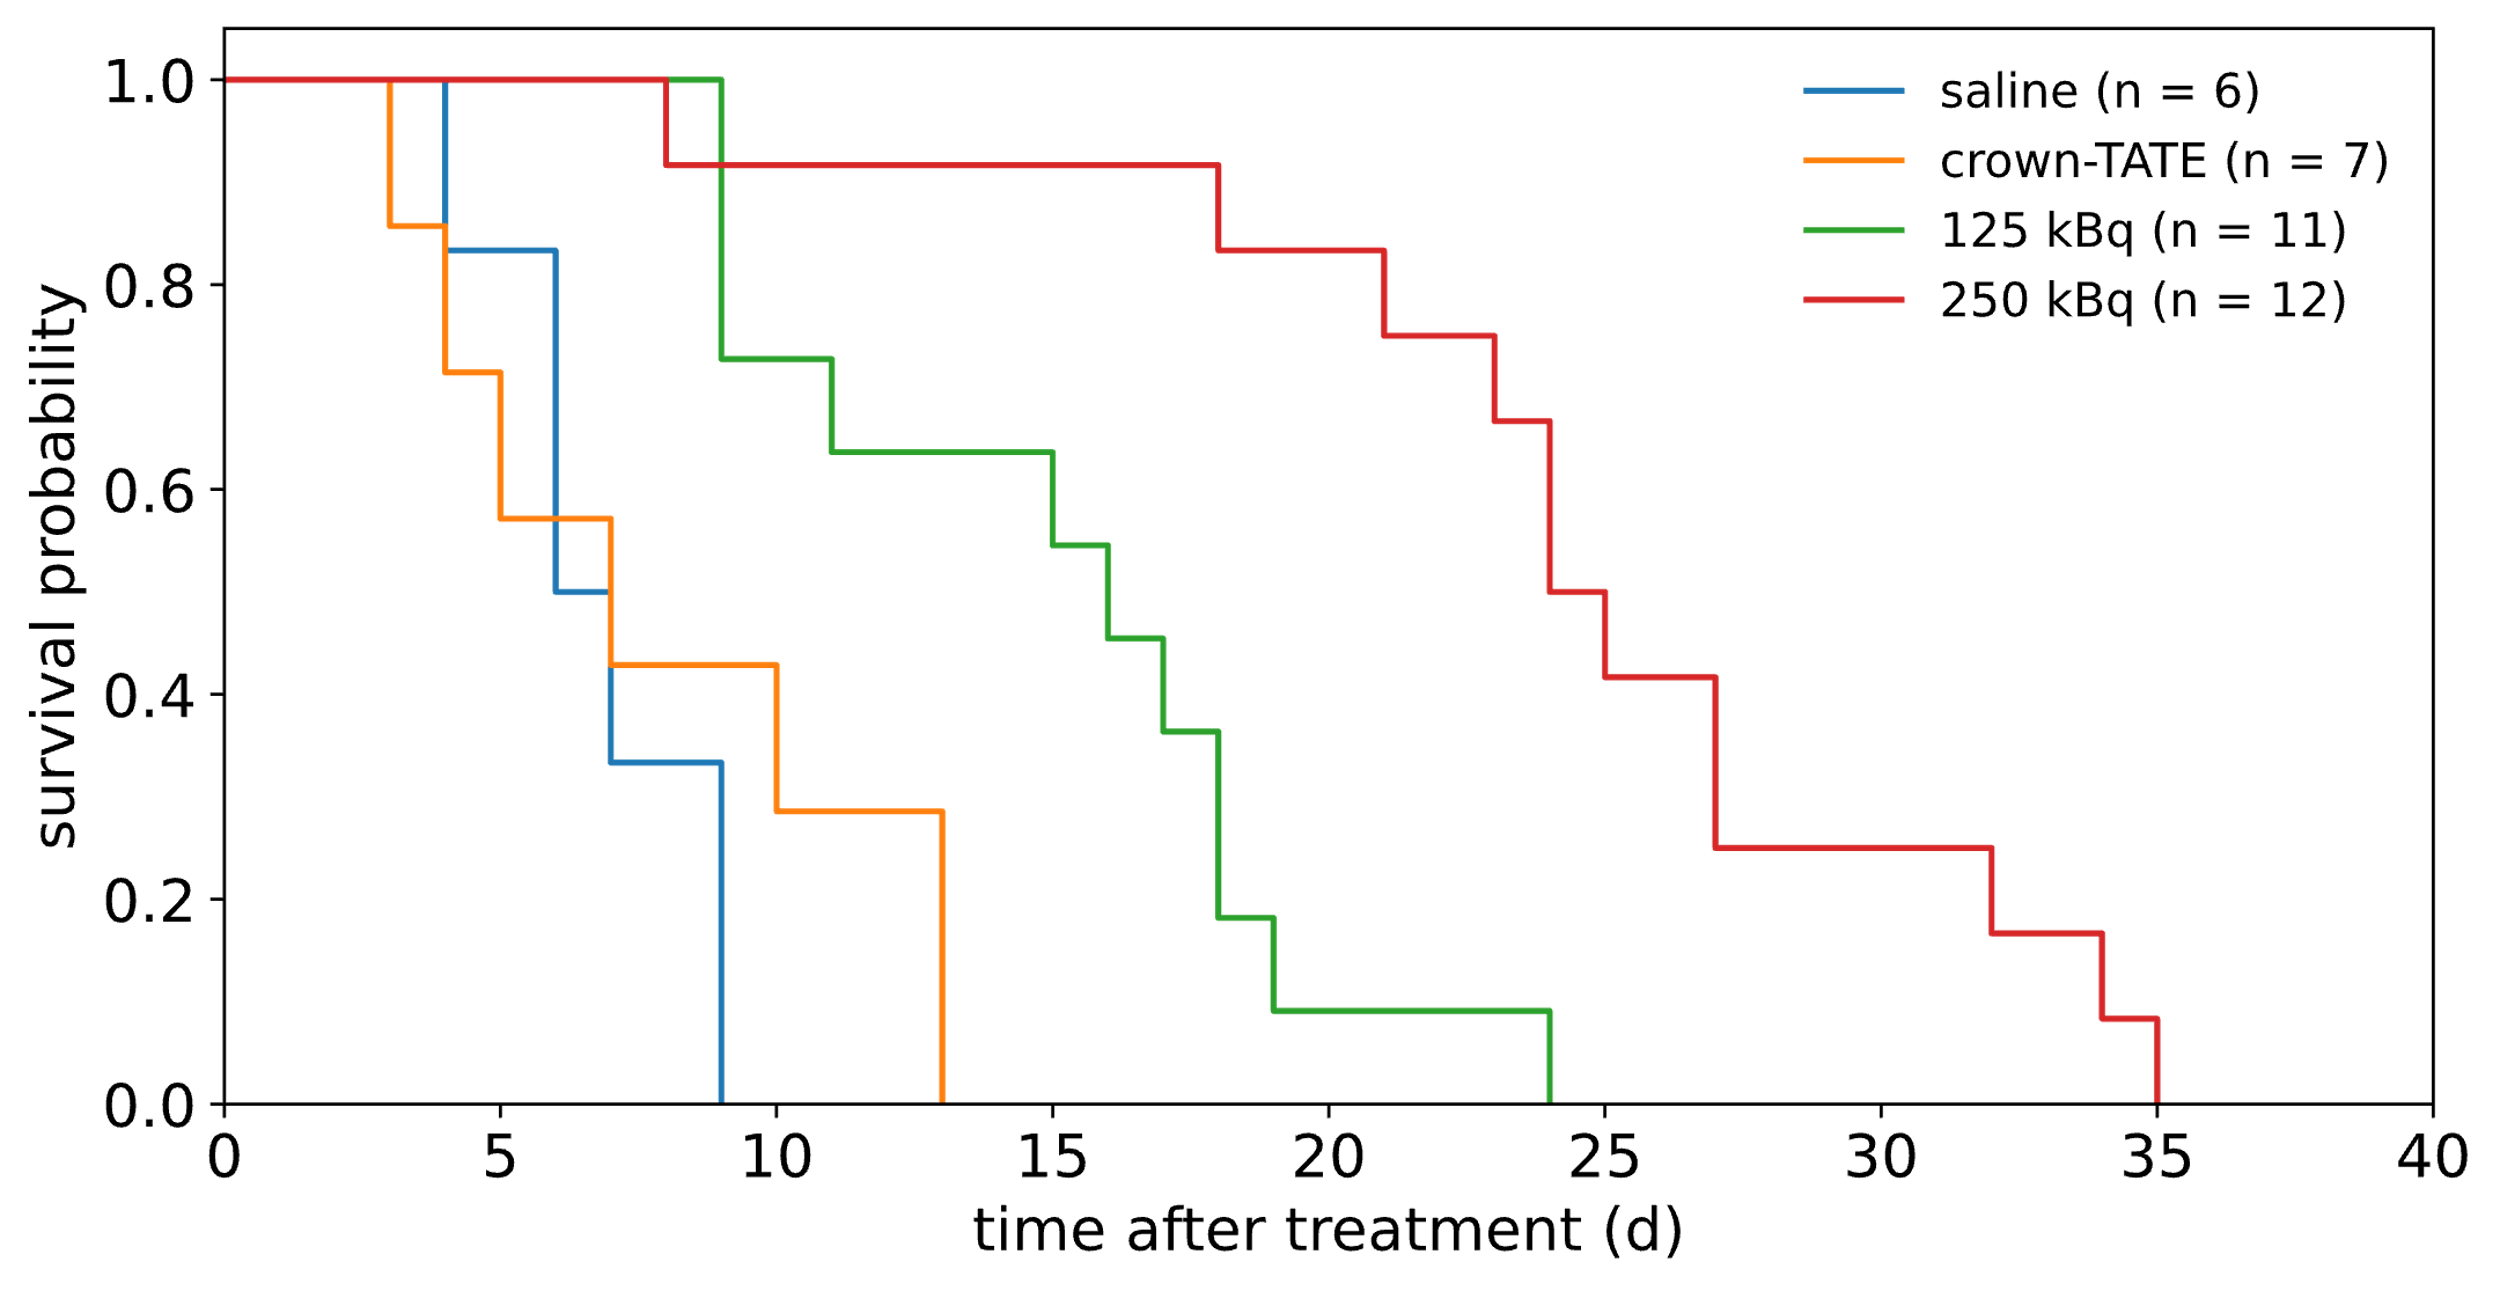 saline (n = 6)
crown-TATE (n = 7)
125 kBq (n = 11)
250 kBq (n = 12)
survival probability
1.0
0.8
0.6
0.4
0.2
0.0
0 5 10 15 20 25 30 35 40
time after treatment (d)